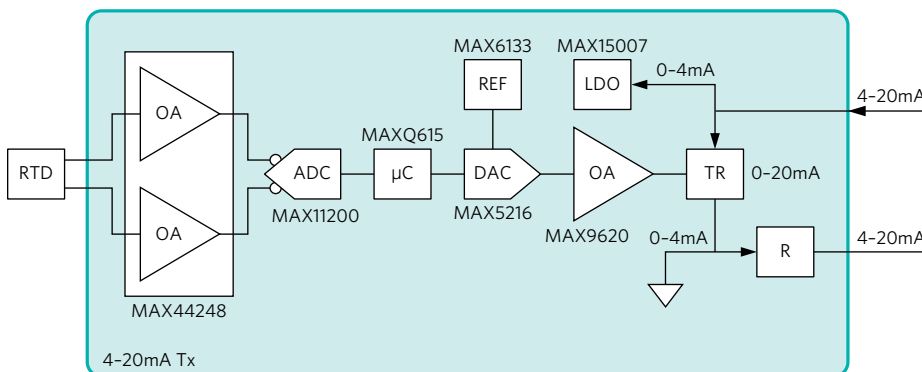 MAX6133
MAX15007
REF
LDO
0–4mA
4–20mA
OA
MAXQ615
RTD
ADC
µC
DAC
OA
TR
0–20mA
MAX11200
MAX5216
OA
MAX9620
0–4mA
R
4–20mA
MAX44248
4–20mA Tx